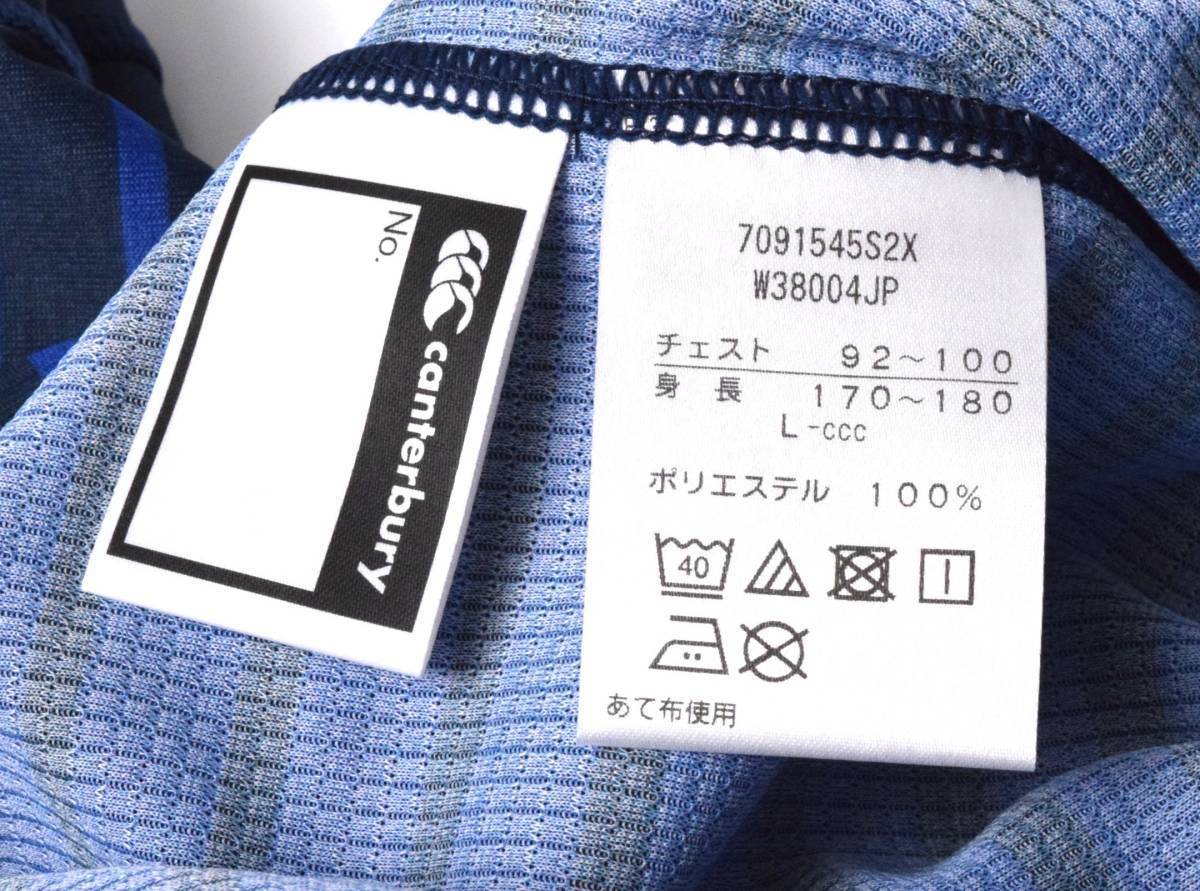 No.
canterbury
7091545S2X
W38004JP
チェスト 92~100
身 長 170~180
L -ccc
ポリエステル 100%
40
あて布使用